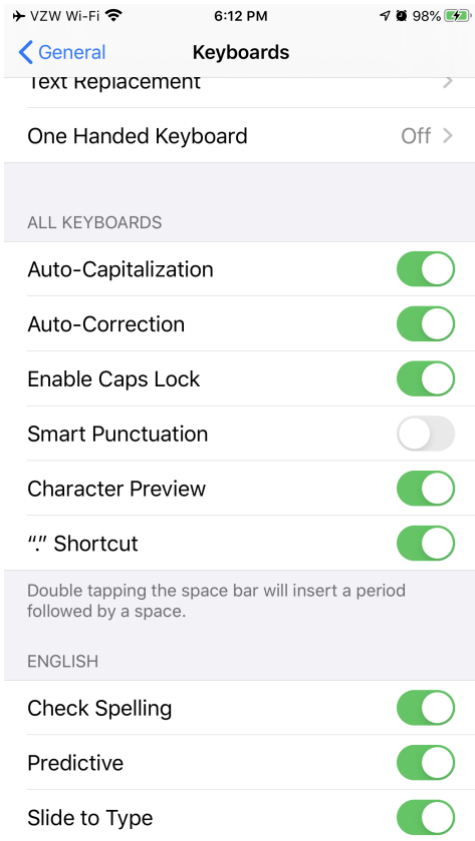 VZW Wi-Fi 6:12 PM 98%
General Keyboards
Text Replacement
One Handed Keyboard Off
ALL KEYBOARDS
Auto-Capitalization
Auto-Correction
Enable Caps Lock
Smart Punctuation
Character Preview
“.” Shortcut
Double tapping the space bar will insert a period
followed by a space.
ENGLISH
Check Spelling
Predictive
Slide to Type